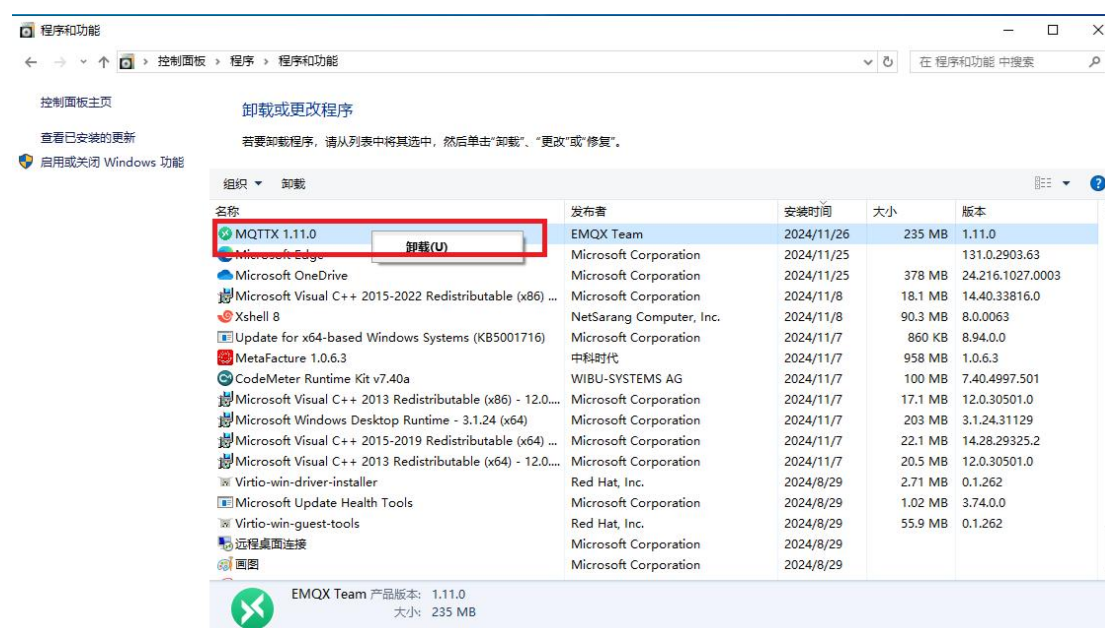 程序和功能
控制面板 › 程序 › 程序和功能
在 程序和功能 中搜索
控制面板主页
查看已安装的更新
启用或关闭 Windows 功能
卸载或更改程序
若要卸载程序，请从列表中将其选中，然后单击“卸载”、“更改”或“修复”。
组织 卸载
名称 发布者 安装时间 大小 版本
MQTTX 1.11.0 EMQX Team 2024/11/26 235 MB 1.11.0
卸载(U)
Microsoft Edge Microsoft Corporation 2024/11/25 131.0.2903.63
Microsoft OneDrive Microsoft Corporation 2024/11/25 378 MB 24.216.1027.0003
Microsoft Visual C++ 2015-2022 Redistributable (x86) ... Microsoft Corporation 2024/11/8 18.1 MB 14.40.33816.0
Xshell 8 NetSarang Computer, Inc. 2024/11/8 90.3 MB 8.0.0063
Update for x64-based Windows Systems (KB5001716) Microsoft Corporation 2024/11/7 860 KB 8.94.0.0
MetaFacture 1.0.6.3 中科时代 2024/11/7 958 MB 1.0.6.3
CodeMeter Runtime Kit v7.40a WIBU-SYSTEMS AG 2024/11/7 100 MB 7.40.4997.501
Microsoft Visual C++ 2013 Redistributable (x86) - 12.0.... Microsoft Corporation 2024/11/7 17.1 MB 12.0.30501.0
Microsoft Windows Desktop Runtime - 3.1.24 (x64) Microsoft Corporation 2024/11/7 203 MB 3.1.24.31129
Microsoft Visual C++ 2015-2019 Redistributable (x64) ... Microsoft Corporation 2024/11/7 22.1 MB 14.28.29325.2
Microsoft Visual C++ 2013 Redistributable (x64) - 12.0.... Microsoft Corporation 2024/11/7 20.5 MB 12.0.30501.0
Virtio-win-driver-installer Red Hat, Inc. 2024/8/29 2.71 MB 0.1.262
Microsoft Update Health Tools Microsoft Corporation 2024/8/29 1.02 MB 3.74.0.0
Virtio-win-guest-tools Red Hat, Inc. 2024/8/29 55.9 MB 0.1.262
远程桌面连接 Microsoft Corporation 2024/8/29
画图 Microsoft Corporation 2024/8/29
EMQX Team 产品版本: 1.11.0
大小: 235 MB